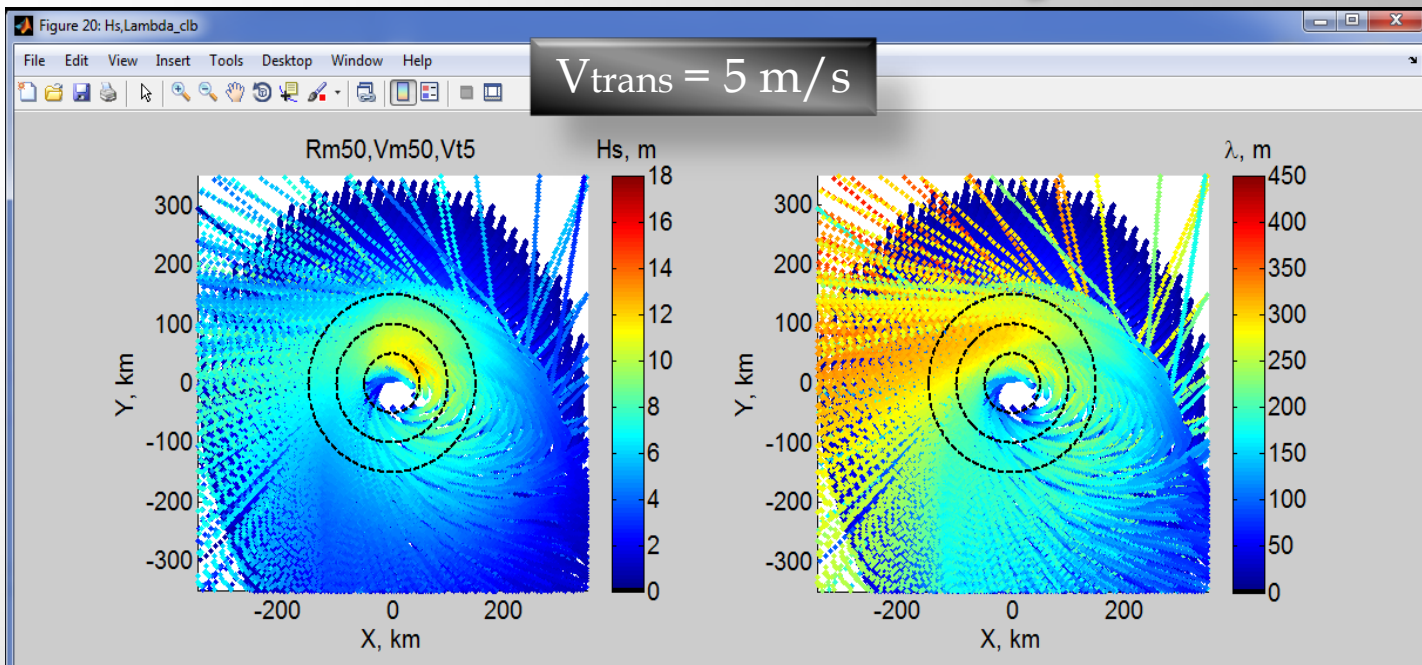 Figure 20: Hs,Lambda_clb
File Edit View Insert Tools Desktop Window Help
Vtrans = 5 m/s
Rm50,Vm50,Vt5
Hs, m
300
200
100
0
-100
-200
-300
Y, km
-200 0 200
X, km
18
16
14
12
10
8
6
4
2
0
λ, m
300
200
100
0
-100
-200
-300
Y, km
-200 0 200
X, km
450
400
350
300
250
200
150
100
50
0